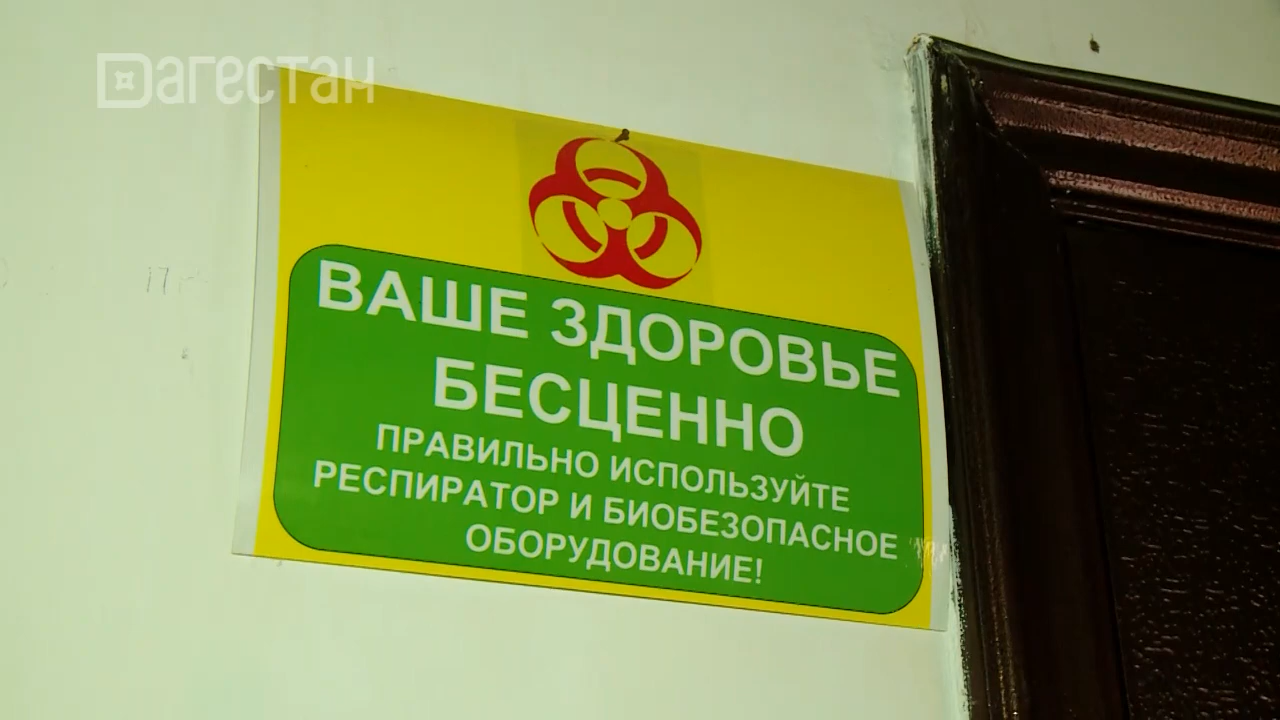 Дагестан
ВАШЕ ЗДОРОВЬЕ
БЕСЦЕННО
ПРАВИЛЬНО ИСПОЛЬЗУЙТЕ
РЕСПИРАТОР И БИОБЕЗОПАСНОЕ
ОБОРУДОВАНИЕ!